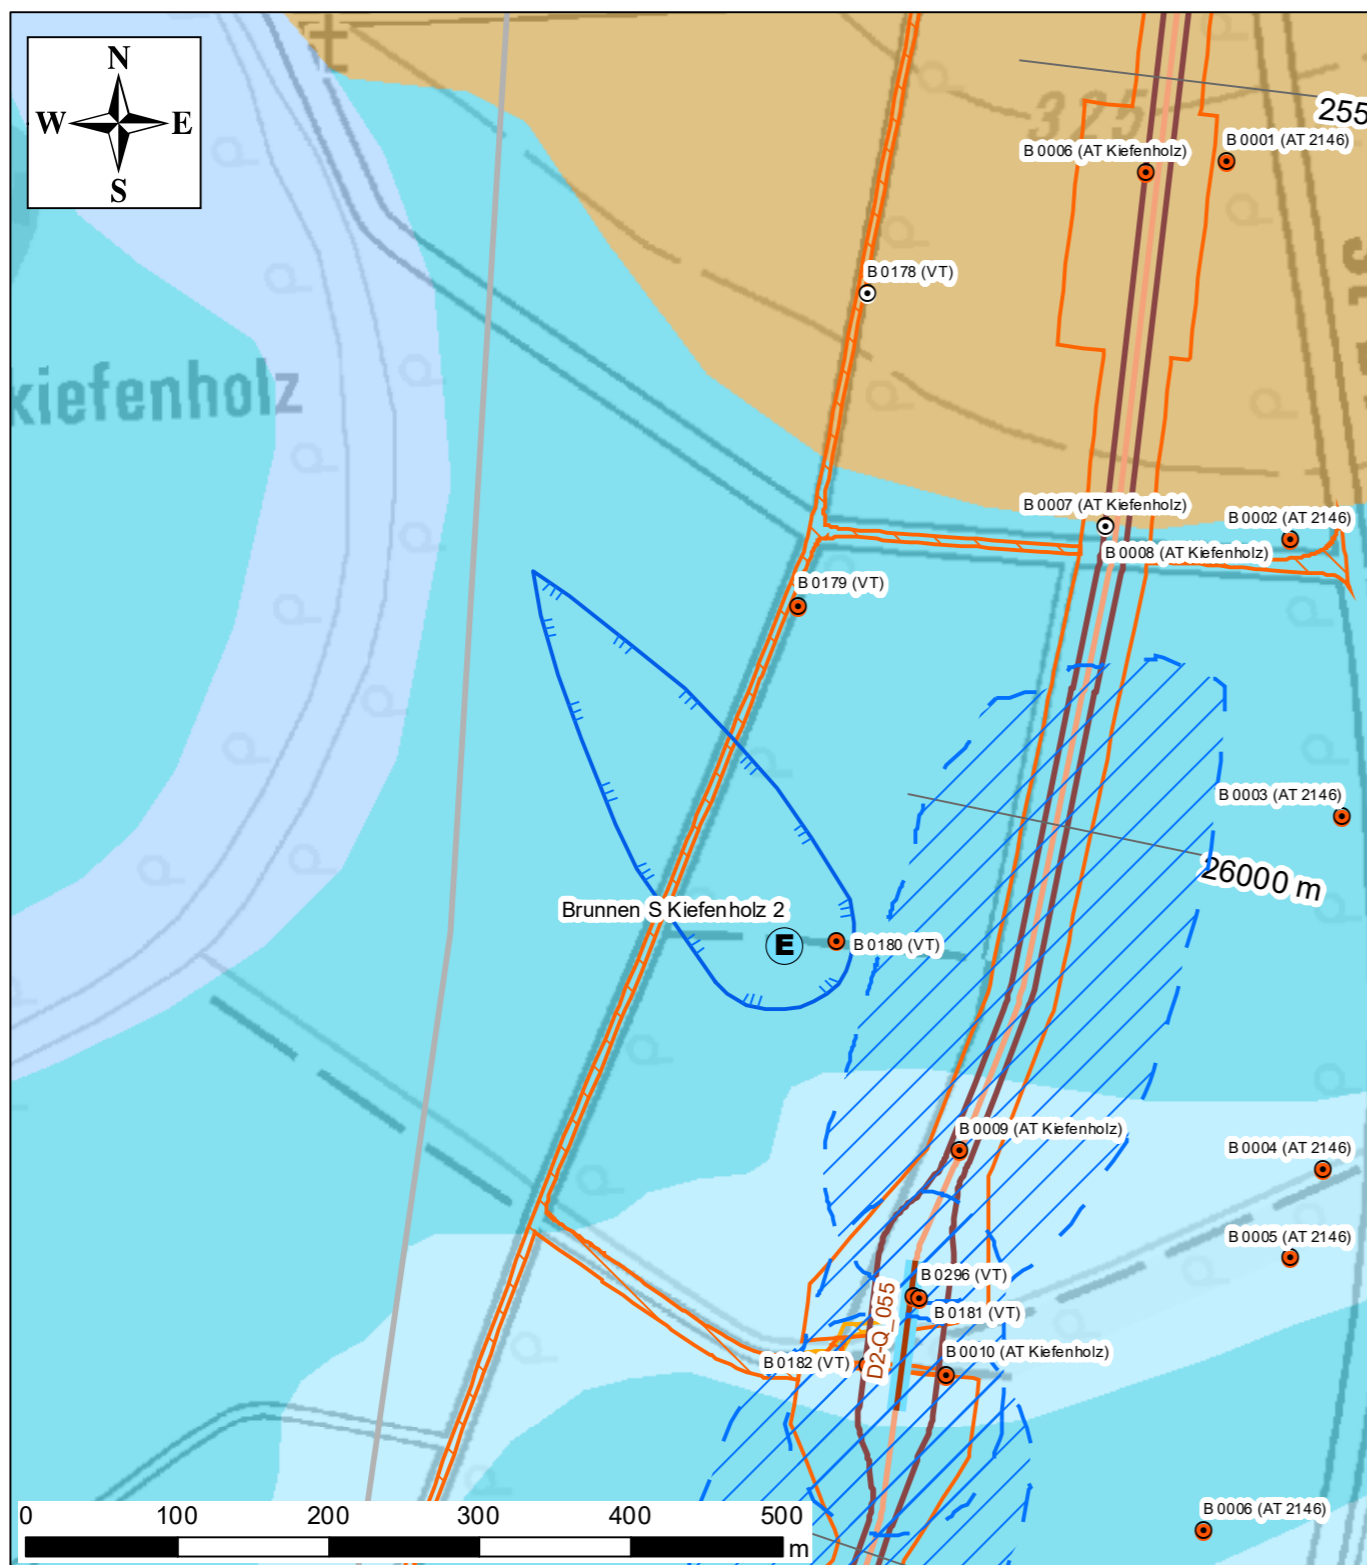 N
W E
S
325
255
B 0006 (AT Kiefenholz)
B 0001 (AT 2146)
B 0178 (VT)
kiefenholz
B 0007 (AT Kiefenholz)
B 0002 (AT 2146)
B 0008 (AT Kiefenholz)
B 0179 (VT)
B 0003 (AT 2146)
26000 m
Brunnen S Kiefenholz 2
E
B 0180 (VT)
B 0009 (AT Kiefenholz)
B 0004 (AT 2146)
B 0005 (AT 2146)
B 0296 (VT)
B 0181 (VT)
D2-Q_055
B 0182 (VT)
B 0010 (AT Kiefenholz)
B 0006 (AT 2146)
0 100 200 300 400 500
m